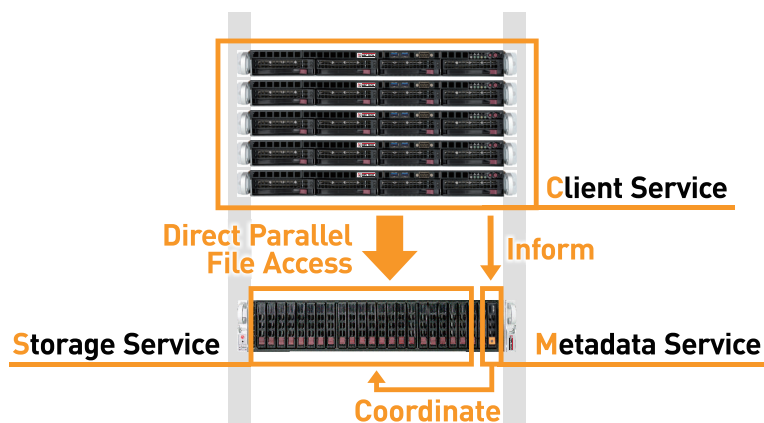 Client Service
Direct Parallel
File Access
Inform
Storage Service
Metadata Service
Coordinate